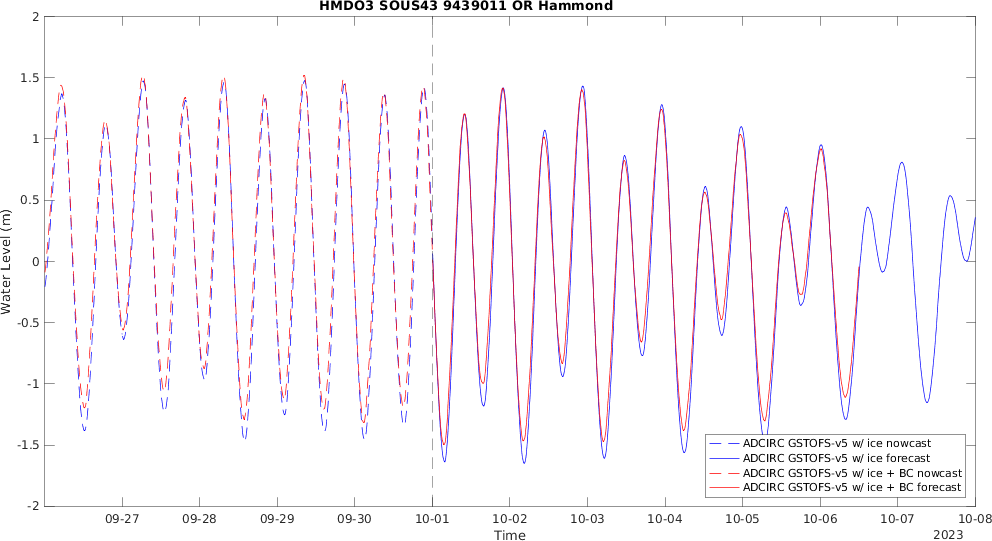 HMDO3 SOUS43 9439011 OR Hammond
2
1.5
1
0.5
0
-0.5
-1
-1.5
-2
Water Level (m)
ADCIRC GSTOFS-v5 w/ ice nowcast
ADCIRC GSTOFS-v5 w/ ice forecast
ADCIRC GSTOFS-v5 w/ ice + BC nowcast
ADCIRC GSTOFS-v5 w/ ice + BC forecast
09-27 09-28 09-29 09-30 10-01 10-02 10-03 10-04 10-05 10-06 10-07 10-08
Time
2023